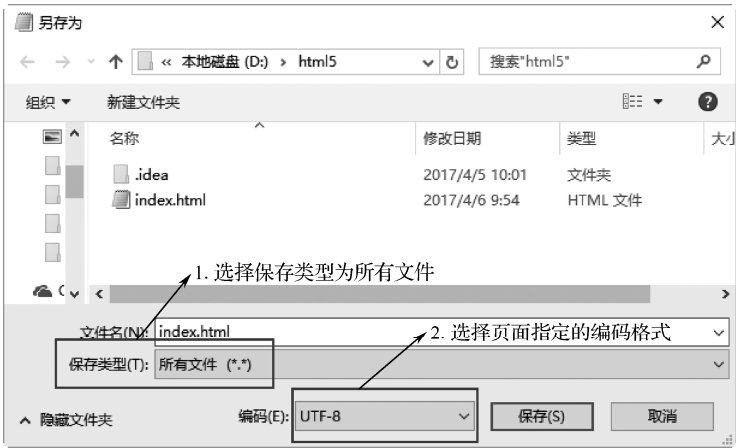 另存为
« 本地磁盘 (D:) › html5
搜索"html5"
组织
新建文件夹
名称
修改日期
类型
.idea
2017/4/5 10:01
文件夹
index.html
2017/4/6 9:54
HTML 文件
1. 选择保存类型为所有文件
文件名(N): index.html
2. 选择页面指定的编码格式
保存类型(T): 所有文件 (*.*)
隐藏文件夹
编码(E): UTF-8
保存(S)
取消